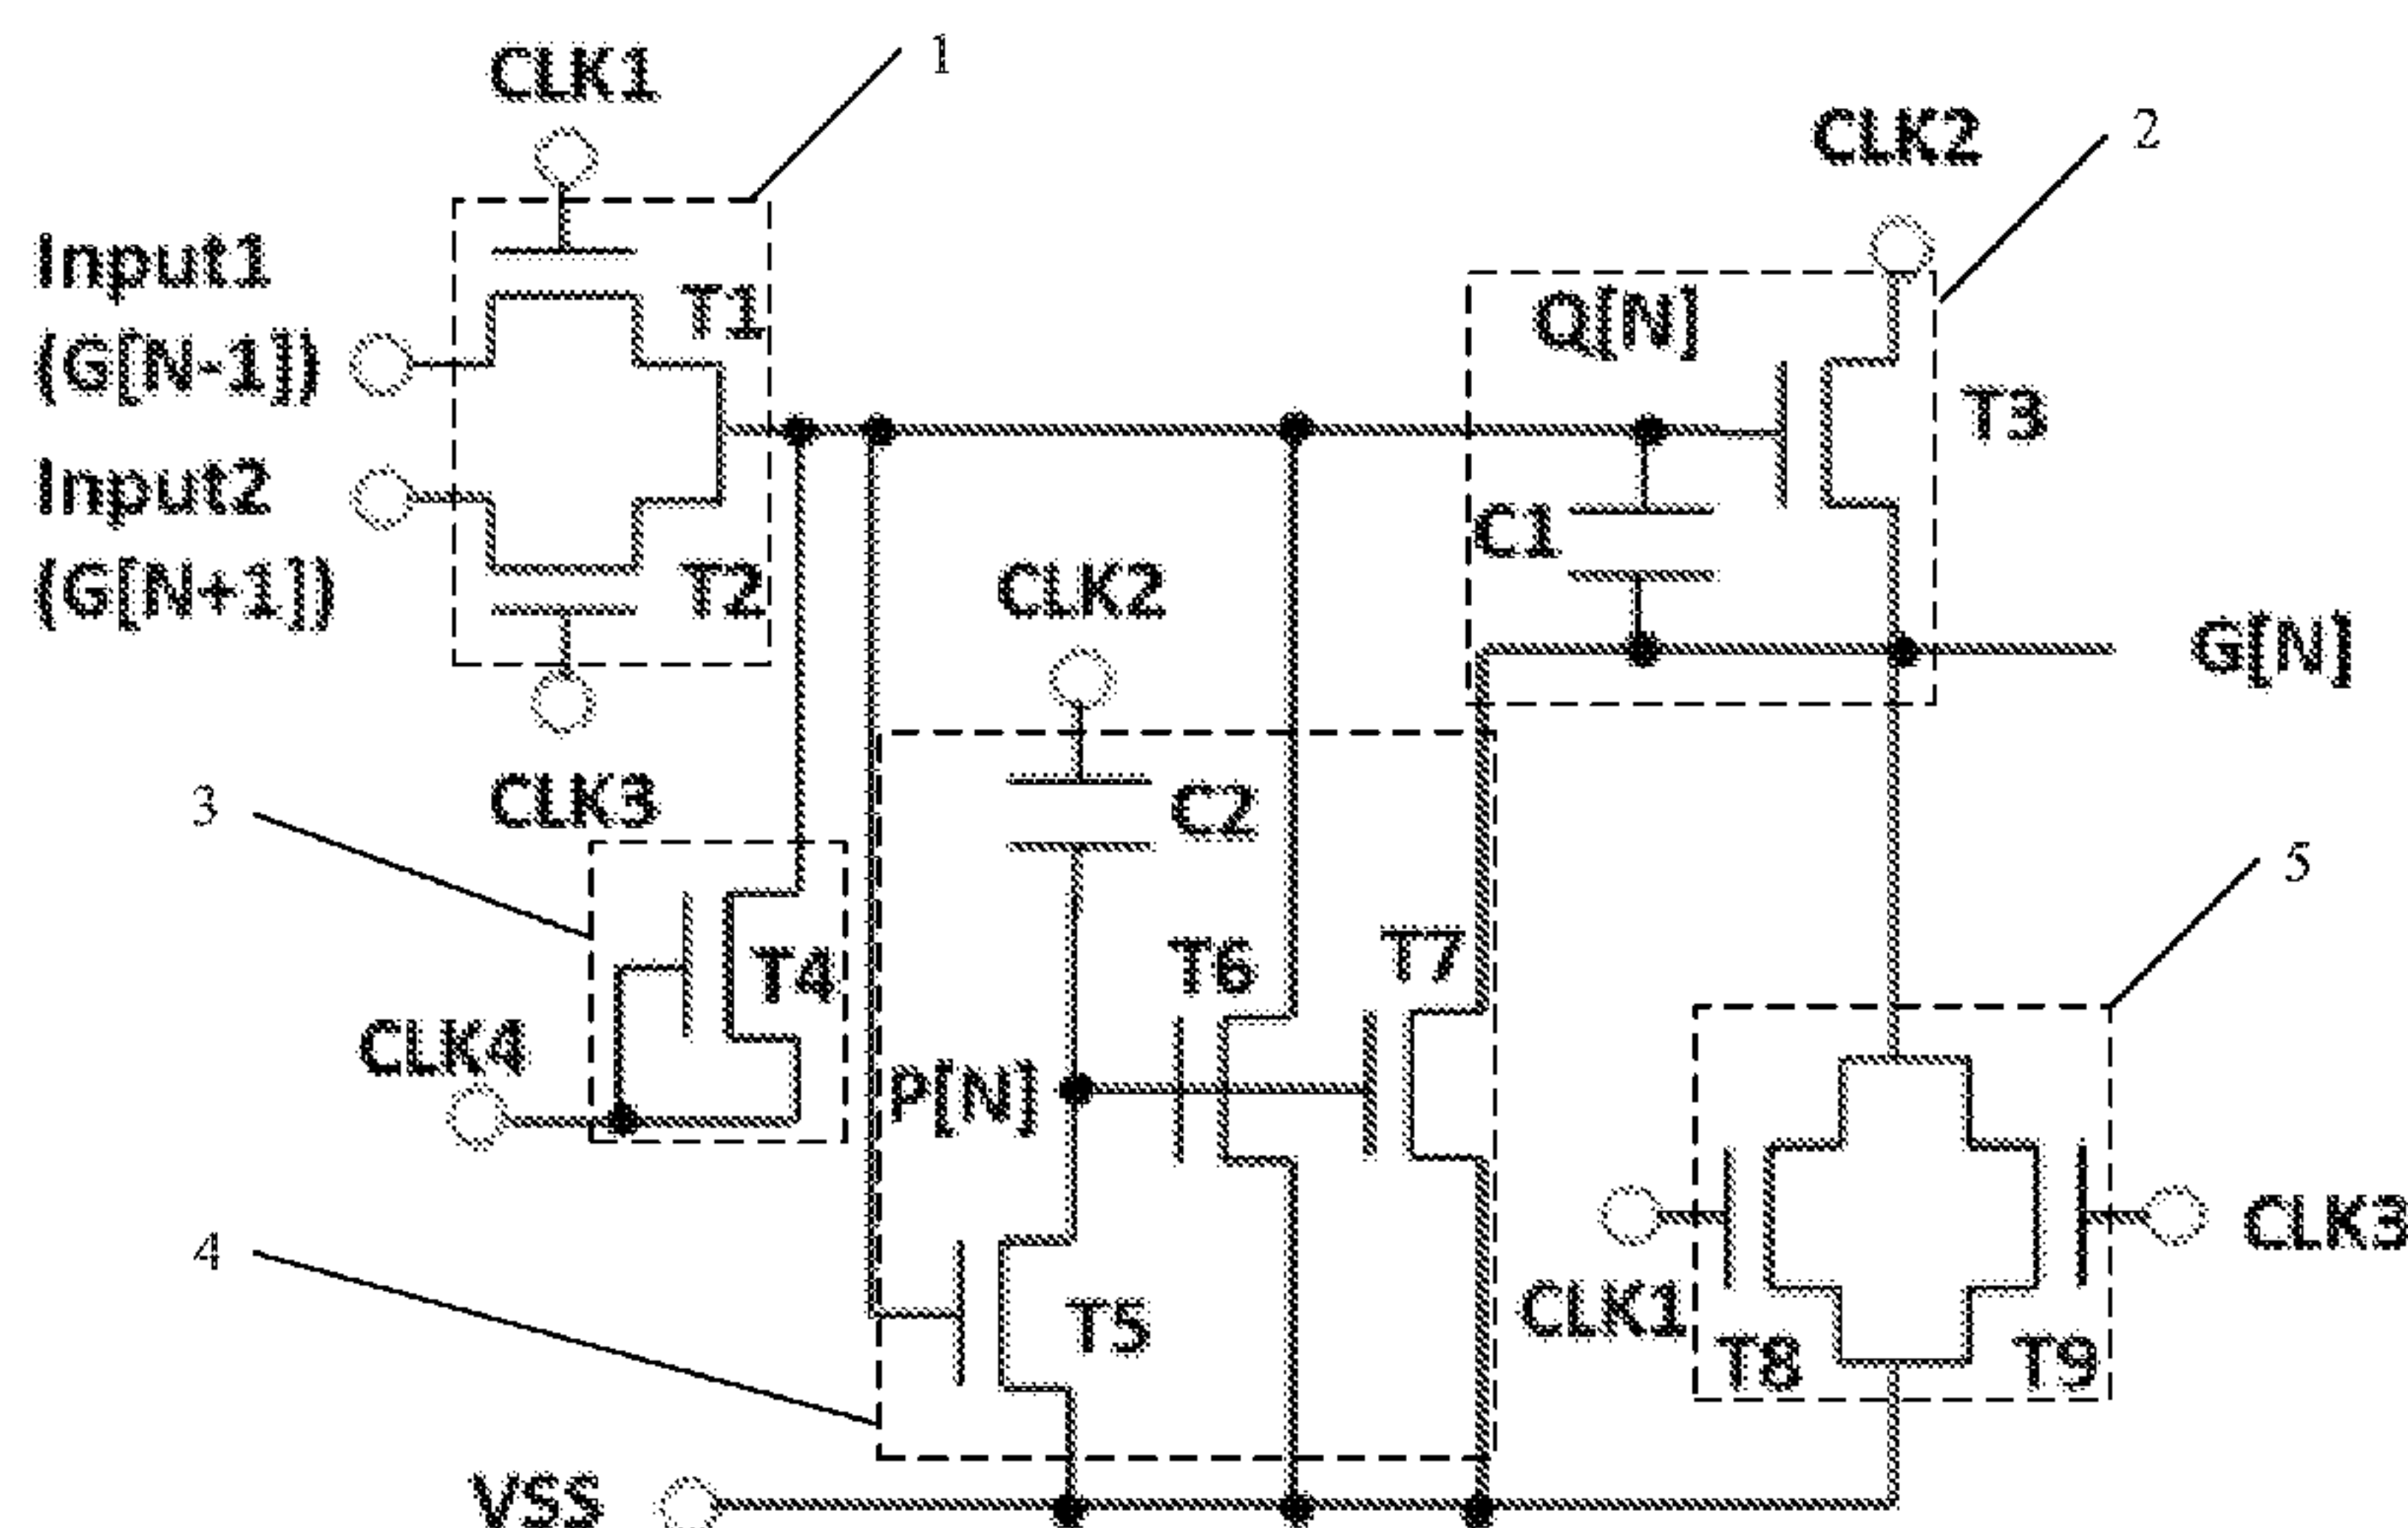 CLK1
1
CLK2
2
Input1
(G[N-1])
T1
Q[N]
T3
Input2
(G[N+1])
T2
C1
CLK2
G[N]
CLK3
3
C2
5
T4
T6
T7
CLK4
P[N]
4
T5
CLK1
CLK3
T8
T9
VSS